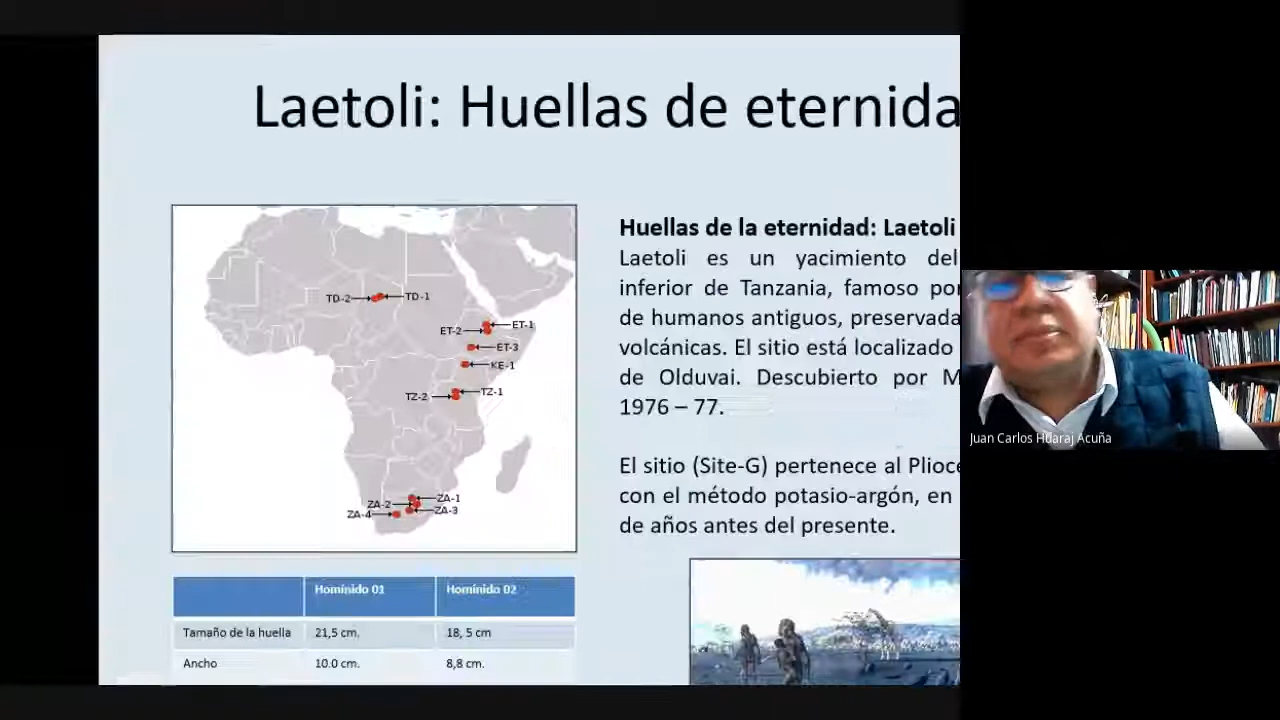 Laetoli: Huellas de eternida
TD-2
TD-1
ET-1
ET-2
ET-3
KE-1
TZ-1
TZ-2
ZA-1
ZA-2
ZA-3
ZA-4
Huellas de la eternidad: Laetoli
Laetoli es un yacimiento del
inferior de Tanzania, famoso por
de humanos antiguos, preservada
volcánicas. El sitio está localizado
de Olduvai. Descubierto por M
1976 – 77.
El sitio (Site-G) pertenece al Plioce
con el método potasio-argón, en
de años antes del presente.
Homínido 01 Homínido 02
Tamaño de la huella 21,5 cm. 18, 5 cm
Ancho 10.0 cm. 8,8 cm.
Juan Carlos Huaraj Acuña